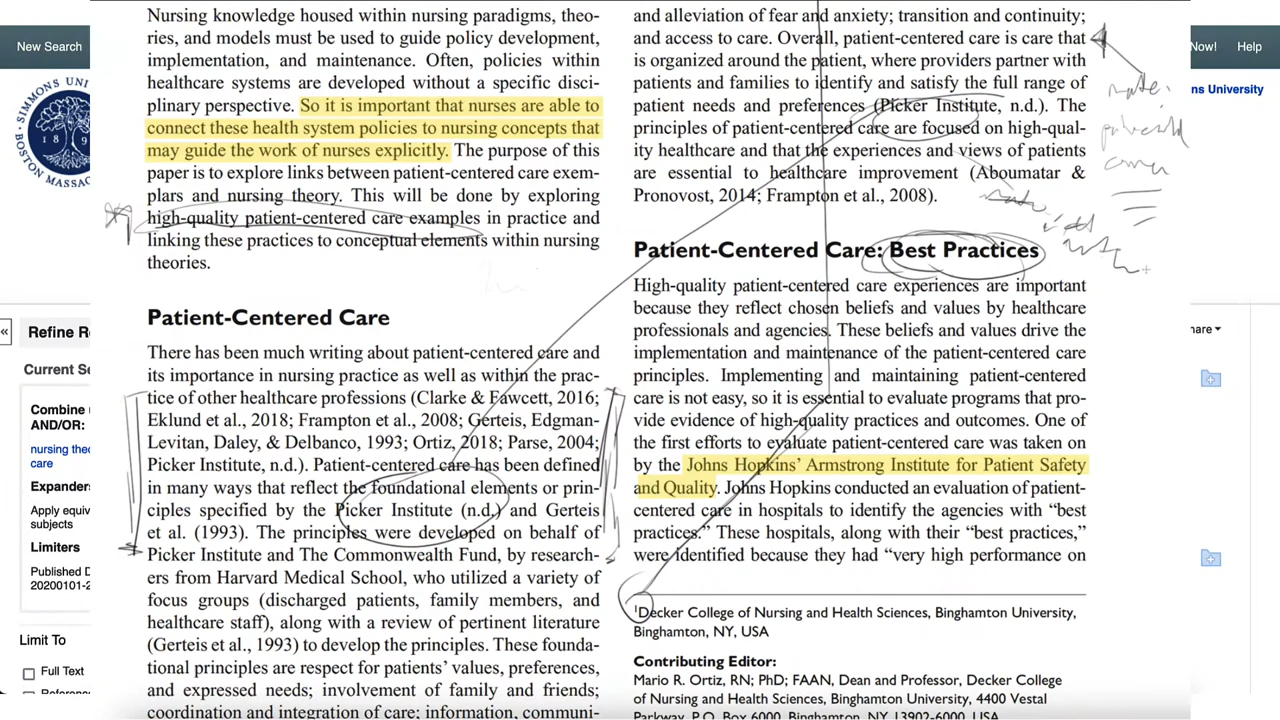 New Search
SIMMONS UNI
BOSTON MASSAC
«
Refine R
Current Se
Combine
AND/OR:
nursing
care
Expanders
Apply equiv
subjects
Limiters
Published D
20200101-2
Limit To
Full Text
Nursing knowledge housed within nursing paradigms, theo-
ries, and models must be used to guide policy development,
implementation, and maintenance. Often, policies within
healthcare systems are developed without a specific disci-
plinary perspective. So it is important that nurses are able to
connect these health system policies to nursing concepts that
may guide the work of nurses explicitly. The purpose of this
paper is to explore links between patient-centered care exem-
plars and nursing theory. This will be done by exploring
high-quality patient-centered care examples in practice and
linking these practices to conceptual elements within nursing
theories.
Patient-Centered Care
There has been much writing about patient-centered care and
its importance in nursing practice as well as within the prac-
tice of other healthcare professions (Clarke & Fawcett, 2016;
Eklund et al., 2018; Frampton et al., 2008; Gerteis, Edgman-
Levitan, Daley, & Delbanco, 1993; Ortiz, 2018; Parse, 2004;
Picker Institute, n.d.). Patient-centered care has been defined
in many ways that reflect the foundational elements or prin-
ciples specified by the Picker Institute (n.d.) and Gerteis
et al. (1993). The principles were developed on behalf of
Picker Institute and The Commonwealth Fund, by research-
ers from Harvard Medical School, who utilized a variety of
focus groups (discharged patients, family members, and
healthcare staff), along with a review of pertinent literature
(Gerteis et al., 1993) to develop the principles. These founda-
tional principles are respect for patients' values, preferences,
and expressed needs; involvement of family and friends;
coordination and integration of care; information, communi-
and alleviation of fear and anxiety; transition and continuity;
and access to care. Overall, patient-centered care is care that
is organized around the patient, where providers partner with
patients and families to identify and satisfy the full range of
patient needs and preferences (Picker Institute, n.d.). The
principles of patient-centered care are focused on high-qual-
ity healthcare and that the experiences and views of patients
are essential to healthcare improvement (Aboumatar &
Pronovost, 2014; Frampton et al., 2008).
Patient-Centered Care: Best Practices
High-quality patient-centered care experiences are important
because they reflect chosen beliefs and values by healthcare
professionals and agencies. These beliefs and values drive the
implementation and maintenance of the patient-centered care
principles. Implementing and maintaining patient-centered
care is not easy, so it is essential to evaluate programs that pro-
vide evidence of high-quality practices and outcomes. One of
the first efforts to evaluate patient-centered care was taken on
by the Johns Hopkins' Armstrong Institute for Patient Safety
and Quality. Johns Hopkins conducted an evaluation of patient-
centered care in hospitals to identify the agencies with “best
practices.” These hospitals, along with their “best practices,”
were identified because they had “very high performance on
1Decker College of Nursing and Health Sciences, Binghamton University,
Binghamton, NY, USA
Contributing Editor:
Mario R. Ortiz, RN; PhD; FAAN, Dean and Professor, Decker College
of Nursing and Health Sciences, Binghamton University, 4400 Vestal
Parkway, P.O. Box 6000, Binghamton, NY 13902-6000, USA
Now! Help
ns University
hare